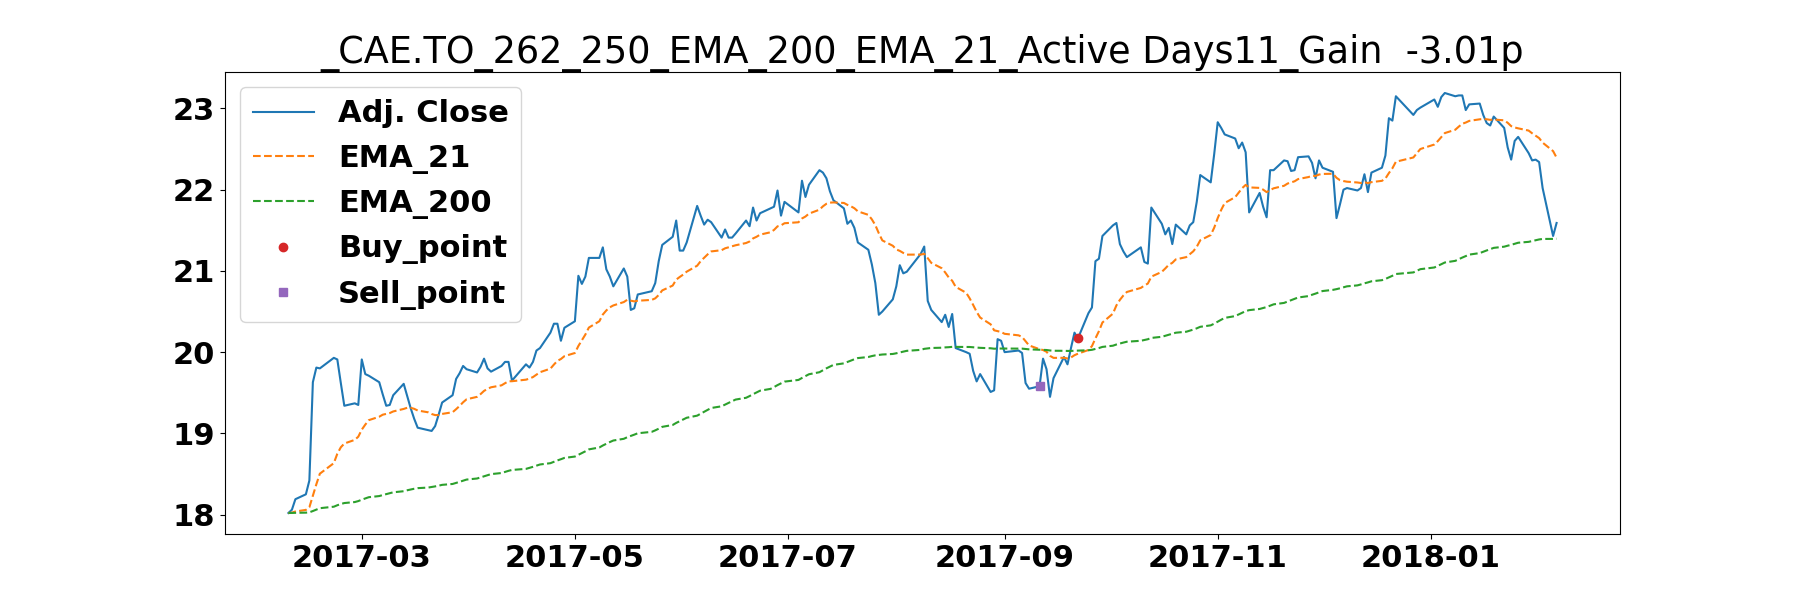 _CAE.TO_262_250_EMA_200_EMA_21_Active Days11_Gain  -3.01p
Adj. Close
EMA_21
EMA_200
Buy_point
Sell_point
23
22
21
20
19
18
2017-03
2017-05
2017-07
2017-09
2017-11
2018-01